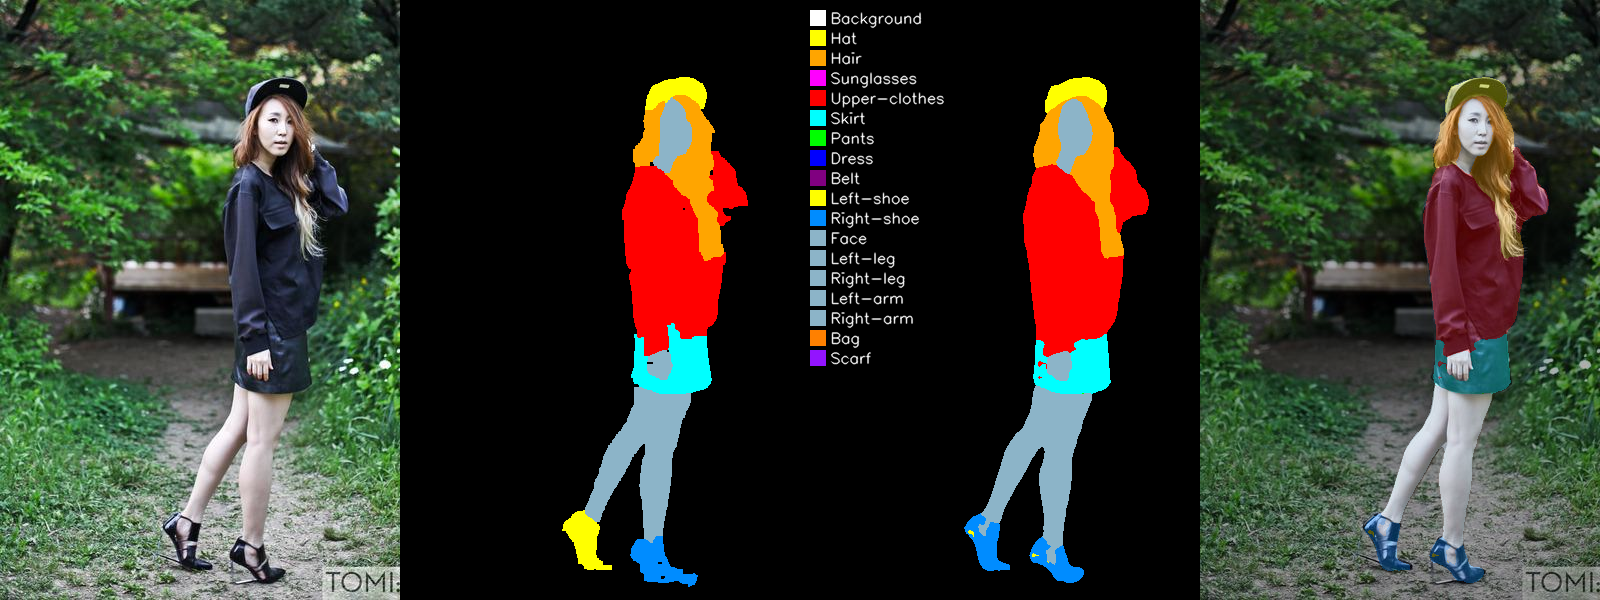 Background
Hat
Hair
Sunglasses
Upper-clothes
Skirt
Pants
Dress
Belt
Left-shoe
Right-shoe
Face
Left-leg
Right-leg
Left-arm
Right-arm
Bag
Scarf
TOMI:
TOMI: